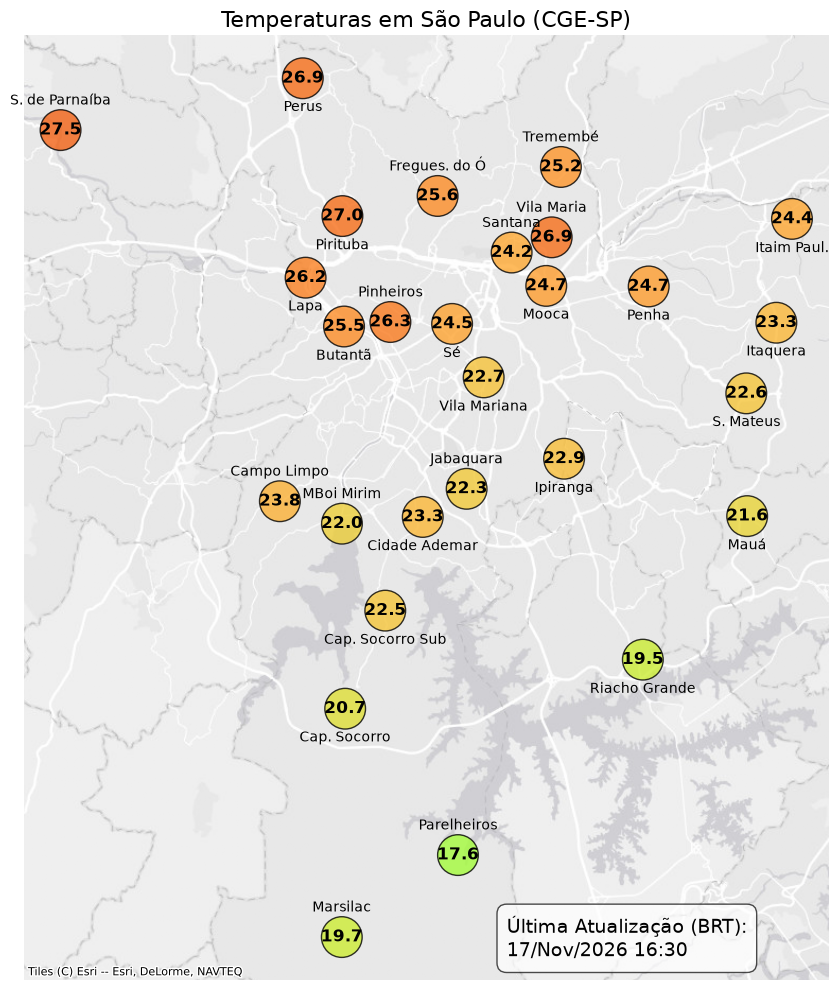 Temperaturas em São Paulo (CGE-SP)
26.9
Perus
S. de Parnaíba
27.5
Tremembé
25.2
Fregues. do Ó
25.6
Vila Maria
26.9
Santana
24.2
27.0
Pirituba
24.4
Itaim Paul.
26.2
Lapa
Pinheiros
26.3
24.7
Mooca
24.7
Penha
25.5
Butantã
24.5
Sé
23.3
Itaquera
22.7
Vila Mariana
22.6
S. Mateus
22.9
Ipiranga
Jabaquara
22.3
Campo Limpo
23.8
MBoi Mirim
22.0
23.3
Cidade Ademar
21.6
Mauá
22.5
Cap. Socorro Sub
19.5
Riacho Grande
20.7
Cap. Socorro
Parelheiros
17.6
Marsilac
19.7
Última Atualização (BRT):
17/Nov/2026 16:30
Tiles (C) Esri -- Esri, DeLorme, NAVTEQ